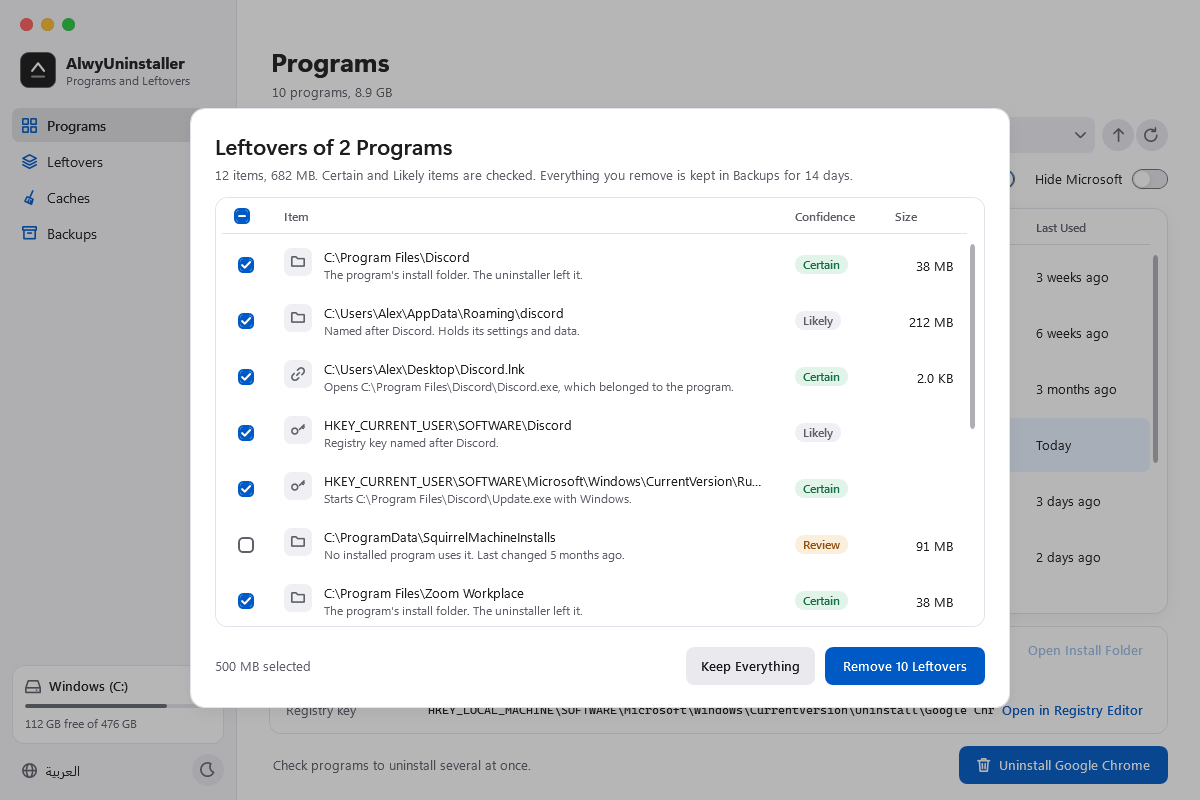 AlwyUninstaller
Programs and Leftovers
Programs
Leftovers
Caches
Backups
Windows (C:)
112 GB free of 476 GB
العربية
Programs
10 programs, 8.9 GB
Hide Microsoft
Last Used
3 weeks ago
6 weeks ago
3 months ago
Today
3 days ago
2 days ago
Leftovers of 2 Programs
12 items, 682 MB. Certain and Likely items are checked. Everything you remove is kept in Backups for 14 days.
Item Confidence Size
C:\Program Files\Discord
The program's install folder. The uninstaller left it.
Certain 38 MB
C:\Users\Alex\AppData\Roaming\discord
Named after Discord. Holds its settings and data.
Likely 212 MB
C:\Users\Alex\Desktop\Discord.lnk
Opens C:\Program Files\Discord\Discord.exe, which belonged to the program.
Certain 2.0 KB
HKEY_CURRENT_USER\SOFTWARE\Discord
Registry key named after Discord.
Likely
HKEY_CURRENT_USER\SOFTWARE\Microsoft\Windows\CurrentVersion\Ru...
Starts C:\Program Files\Discord\Update.exe with Windows.
Certain
C:\ProgramData\SquirrelMachineInstalls
No installed program uses it. Last changed 5 months ago.
Review 91 MB
C:\Program Files\Zoom Workplace
The program's install folder. The uninstaller left it.
Certain 38 MB
500 MB selected
Keep Everything
Remove 10 Leftovers
Open Install Folder
Registry key HKEY_LOCAL_MACHINE\SOFTWARE\Microsoft\Windows\CurrentVersion\Uninstall\Google Chr Open in Registry Editor
Check programs to uninstall several at once.
Uninstall Google Chrome